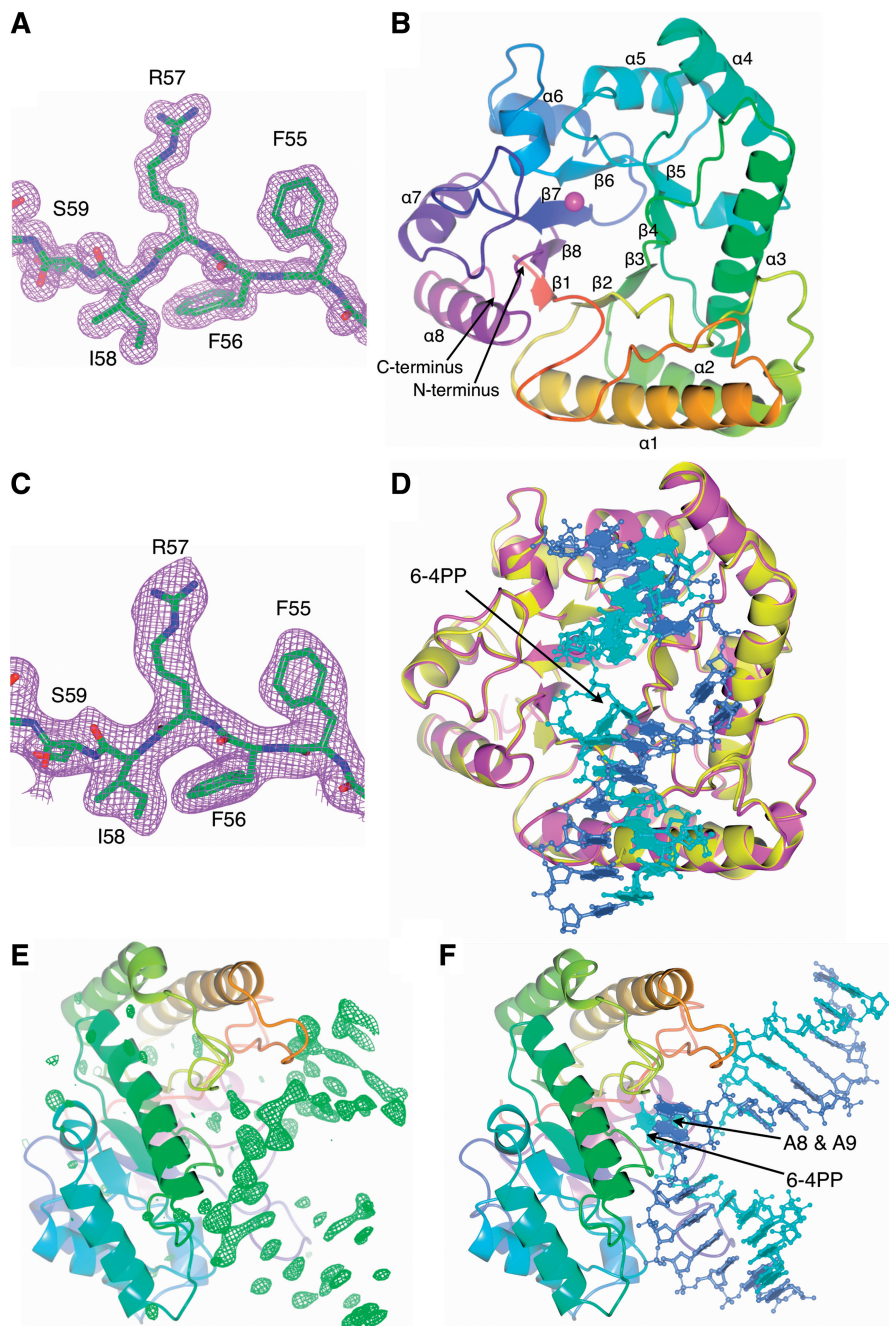 A
R57
F55
S59
I58
F56
B
α5
α4
α6
β5
β6
α7
β7
β4
β8
β3
α3
β1
β2
α8
C-terminus
α2
N-terminus
α1
C
R57
F55
S59
I58
F56
D
6-4PP
E
F
A8 & A9
6-4PP